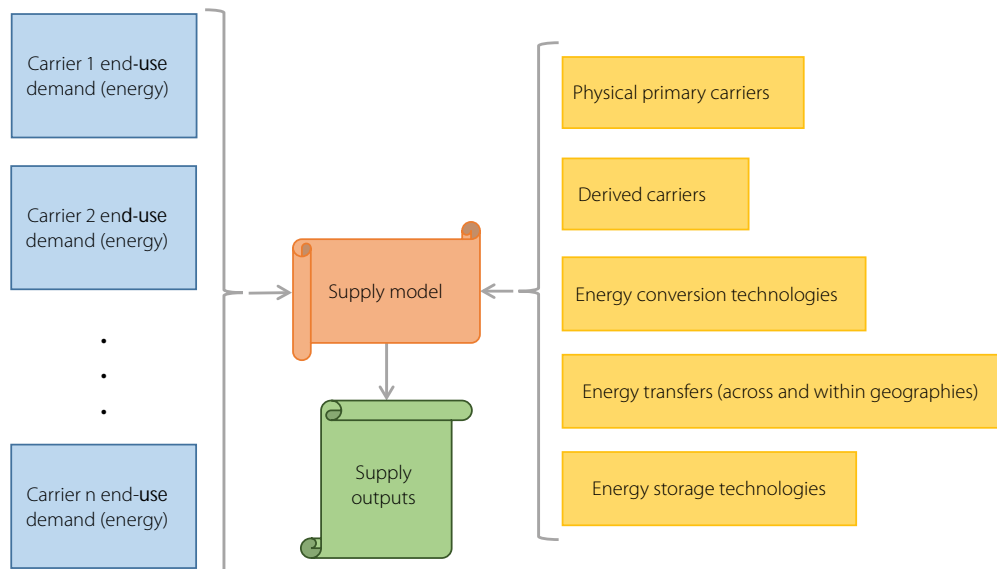 Carrier 1 end-use
demand (energy)
Carrier 2 end-use
demand (energy)
Carrier n end-use
demand (energy)
Supply model
Supply
outputs
Physical primary carriers
Derived carriers
Energy conversion technologies
Energy transfers (across and within geographies)
Energy storage technologies